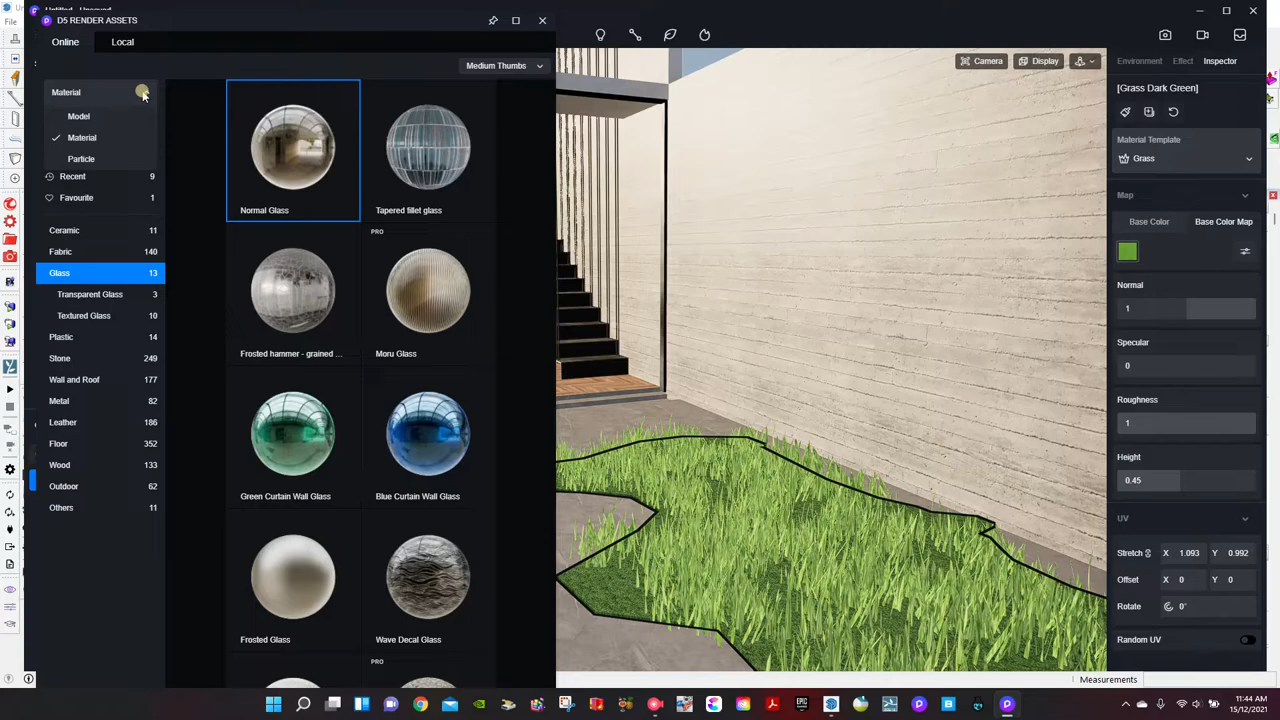 D5 RENDER ASSETS
Online
Local
Medium Thumbs
Material
Model
Material
Particle
Recent 9
Favourite 1
Ceramic 11
Fabric 140
Glass 13
Transparent Glass 3
Textured Glass 10
Plastic 14
Stone 249
Wall and Roof 177
Metal 82
Leather 186
Floor 352
Wood 133
Outdoor 62
Others 11
Normal Glass
Tapered fillet glass
PRO
Frosted hammer - grained ...
Moru Glass
Green Curtain Wall Glass
Blue Curtain Wall Glass
Frosted Glass
Wave Decal Glass
PRO
File
Camera
Display
Environment
Effect
Inspector
[Grass Dark Green]
Material Template
Grass
Map
Base Color
Base Color Map
Normal
1
Specular
0
Roughness
1
Height
0.45
UV
Stretch X 1.093 Y 0.992
Offset X 0 Y 0
Rotate 0°
Random UV
Measurements
11:44 AM
15/12/2021